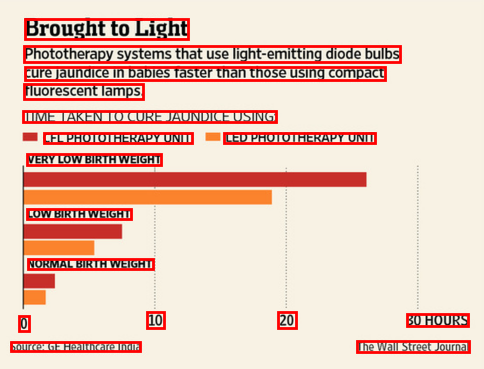 Brought to Light
Phototherapy systems that use light-emitting diode bulbs
cure jaundice in babies faster than those using compact
fluorescent lamps.
TIME TAKEN TO CURE JAUNDICE USING:
CFL PHOTOTHERAPY UNIT LED PHOTOTHERAPY UNIT
VERY LOW BIRTH WEIGHT
LOW BIRTH WEIGHT
NORMAL BIRTH WEIGHT
0 10 20 30 HOURS
Source: GE Healthcare India The Wall Street Journal